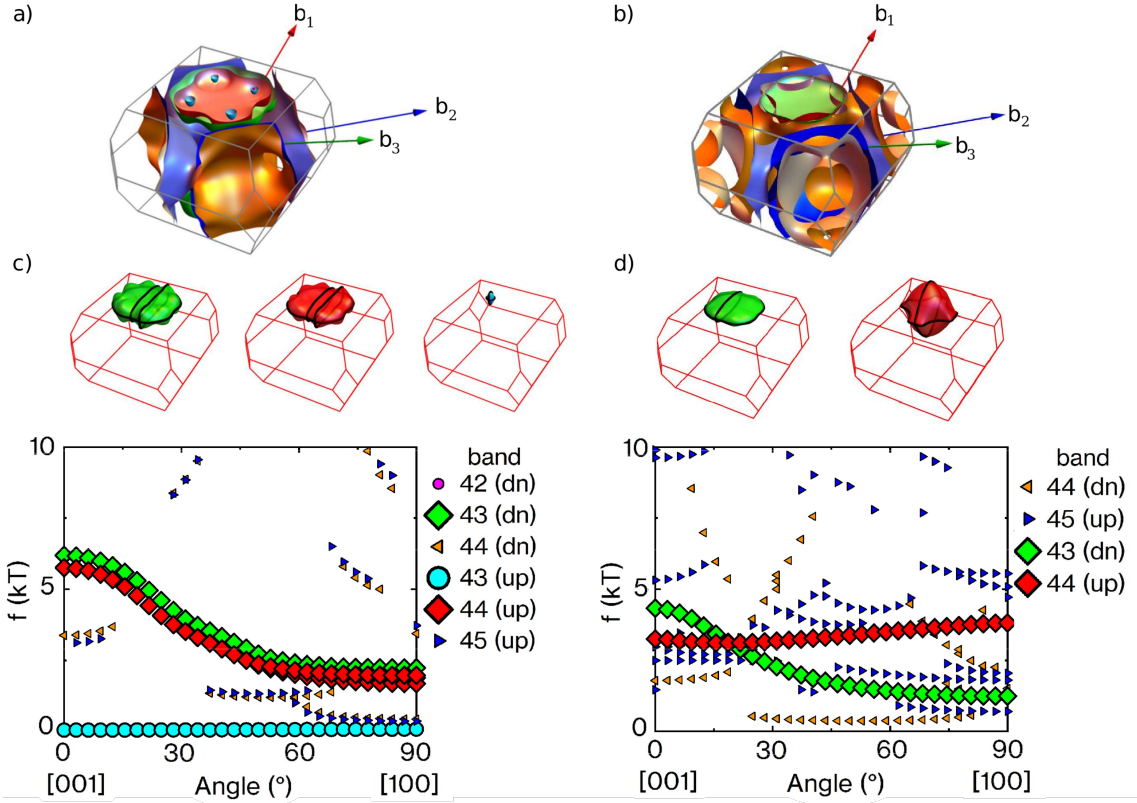 a)
b₁
b₂
b₃
b)
b₁
b₂
b₃
c)
d)
10
5
0
f (kT)
0 30 60 90
[001] Angle (°) [100]
band
42 (dn)
43 (dn)
44 (dn)
43 (up)
44 (up)
45 (up)
10
5
0
f (kT)
0 30 60 90
[001] Angle (°) [100]
band
44 (dn)
45 (up)
43 (dn)
44 (up)